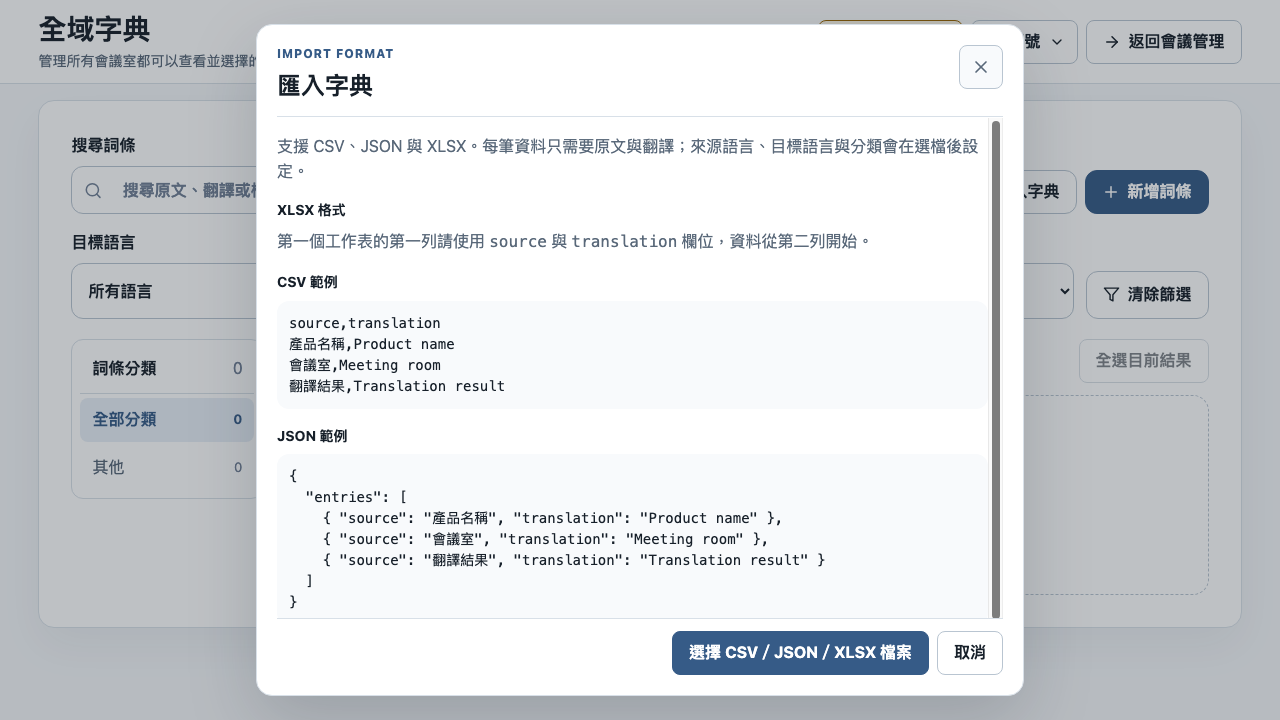 全域字典
管理所有會議室都可以查看並選擇
號
返回會議管理
IMPORT FORMAT
匯入字典
支援 CSV、JSON 與 XLSX。每筆資料只需要原文與翻譯；來源語言、目標語言與分類會在選檔後設
定。
XLSX 格式
第一個工作表的第一列請使用 source 與 translation 欄位，資料從第二列開始。
CSV 範例
source,translation
產品名稱,Product name
會議室,Meeting room
翻譯結果,Translation result
JSON 範例
{
  "entries": [
    { "source": "產品名稱", "translation": "Product name" },
    { "source": "會議室", "translation": "Meeting room" },
    { "source": "翻譯結果", "translation": "Translation result" }
  ]
}
選擇 CSV / JSON / XLSX 檔案
取消
搜尋詞條
搜尋原文、翻譯或
字典
新增詞條
目標語言
所有語言
清除篩選
詞條分類 0
全選目前結果
全部分類 0
其他 0